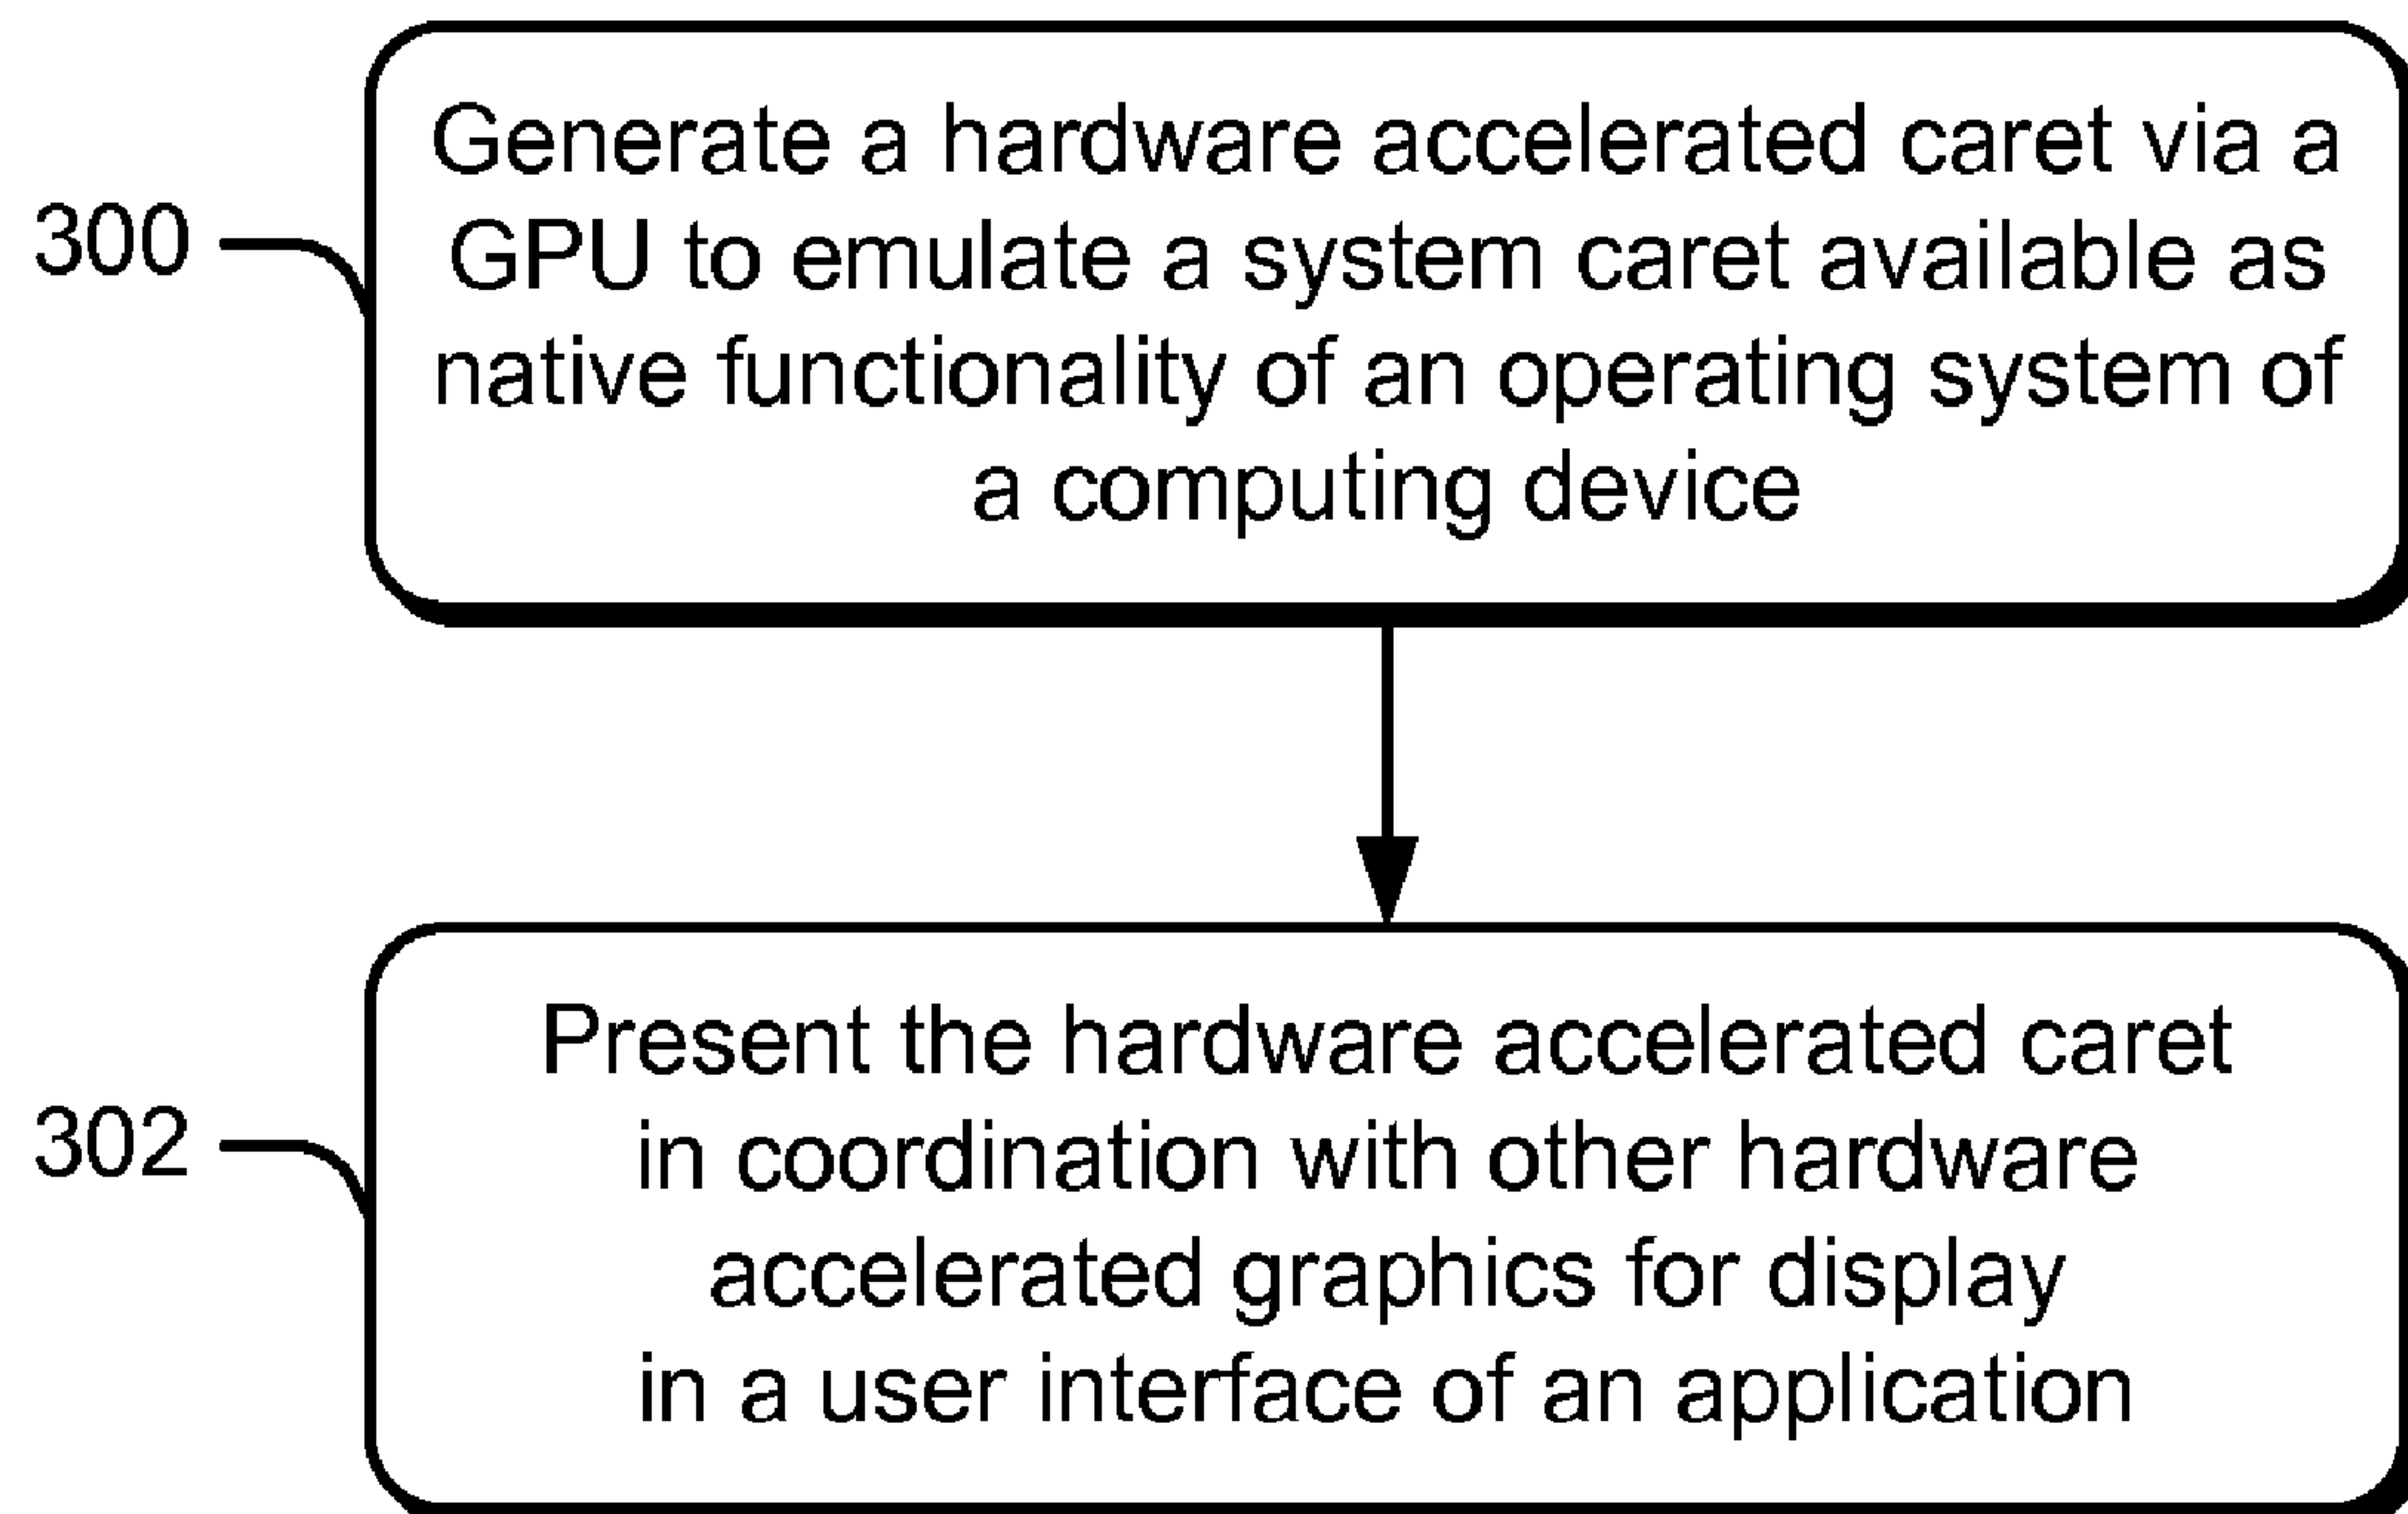 300
Generate a hardware accelerated caret via a
GPU to emulate a system caret available as
native functionality of an operating system of
a computing device
302
Present the hardware accelerated caret
in coordination with other hardware
accelerated graphics for display
in a user interface of an application